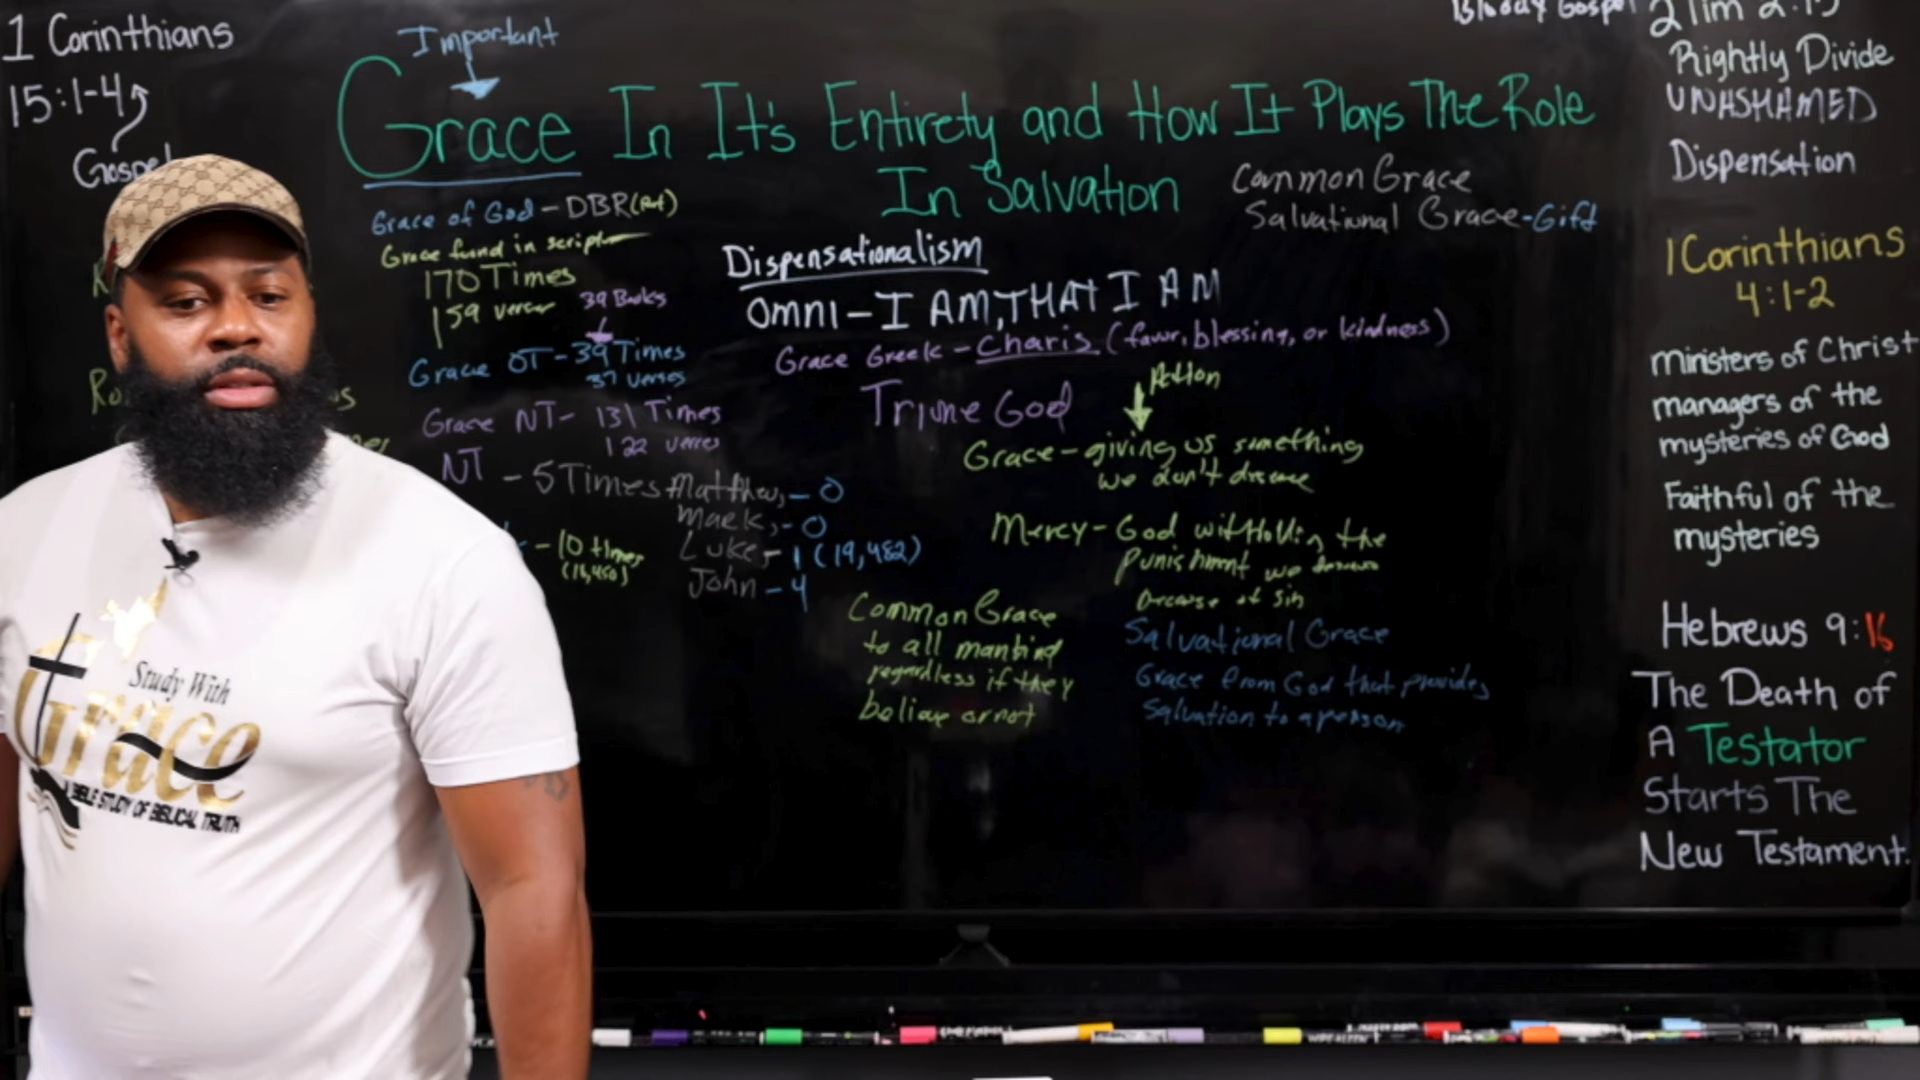 1 Corinthians
15:1-4
Gospel
Important
Grace In It's Entirety and How It Plays The Role
In Salvation
Grace of God - DBR
Grace found in
170 Times
159 verses
39 Books
Grace OT - 39 Times
37 verses
Grace NT - 131 Times
122 verses
NT - 5 Times Matthew, - 0
Mark, - 0
Luke - 1 (19,482)
John - 4
- 10 times
Common Grace
Salvational Grace - Gift
Dispensationalism
OMNI - I AM, THAT I AM
Grace Greek - Charis (favor, blessing, or kindness)
Triune God
Action
Grace - giving us something
we don't
Mercy - God withholding the
punishment we
because of sin
Common Grace
to all mankind
regardless if they
believe or not
Salvational Grace
Grace from God that provides
Salvation to a person
Bloody Gospel
2 Tim 2:15
Rightly Divide
UNASHAMED
Dispensation
1 Corinthians
4:1-2
Ministers of Christ
managers of the
mysteries of God
Faithful of the
mysteries
Hebrews 9:16
The Death of
A Testator
Starts The
New Testament.
Study With
Grace
A BIBLE STUDY OF BIBLICAL TRUTH